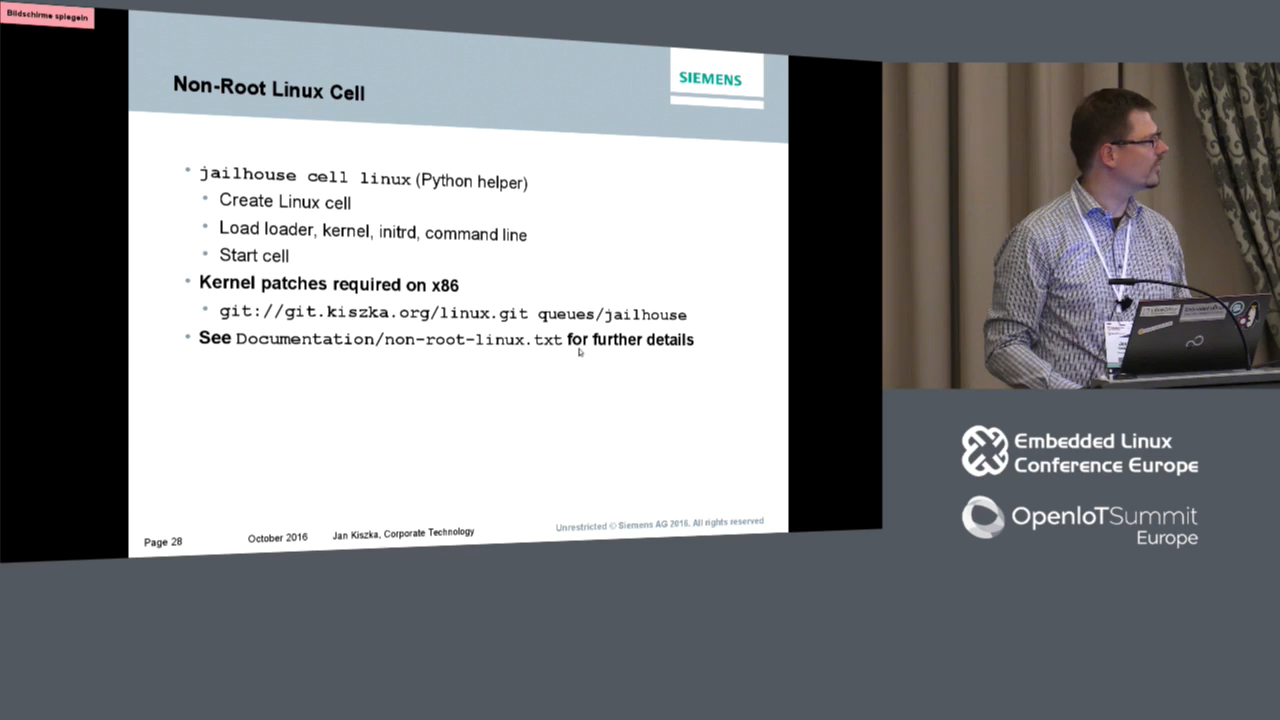 Bildschirme spiegeln
SIEMENS
Non-Root Linux Cell
jailhouse cell linux (Python helper)
Create Linux cell
Load loader, kernel, initrd, command line
Start cell
Kernel patches required on x86
git://git.kiszka.org/linux.git queues/jailhouse
See Documentation/non-root-linux.txt for further details
Page 28
October 2016
Jan Kiszka, Corporate Technology
Unrestricted © Siemens AG 2016. All rights reserved
Embedded Linux
Conference Europe
OpenIoTSummit
Europe